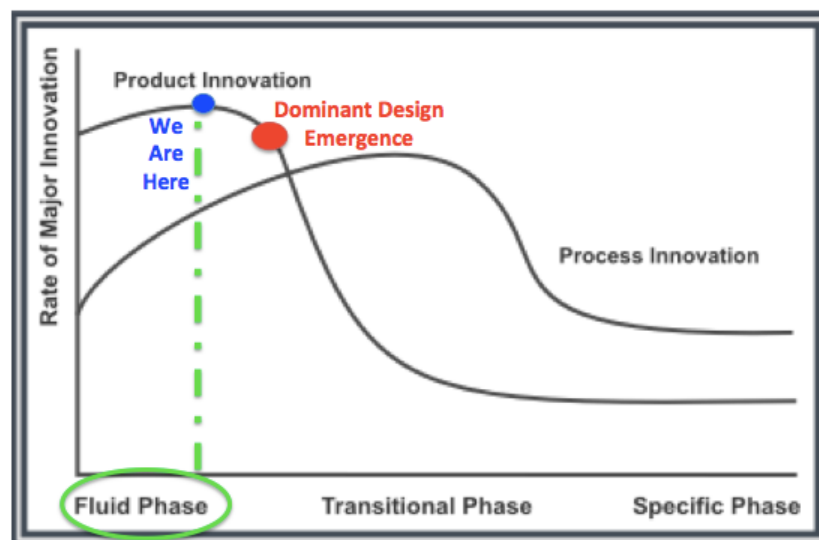 Rate of Major Innovation
Product Innovation
We
Are
Here
Dominant Design
Emergence
Process Innovation
Fluid Phase
Transitional Phase
Specific Phase